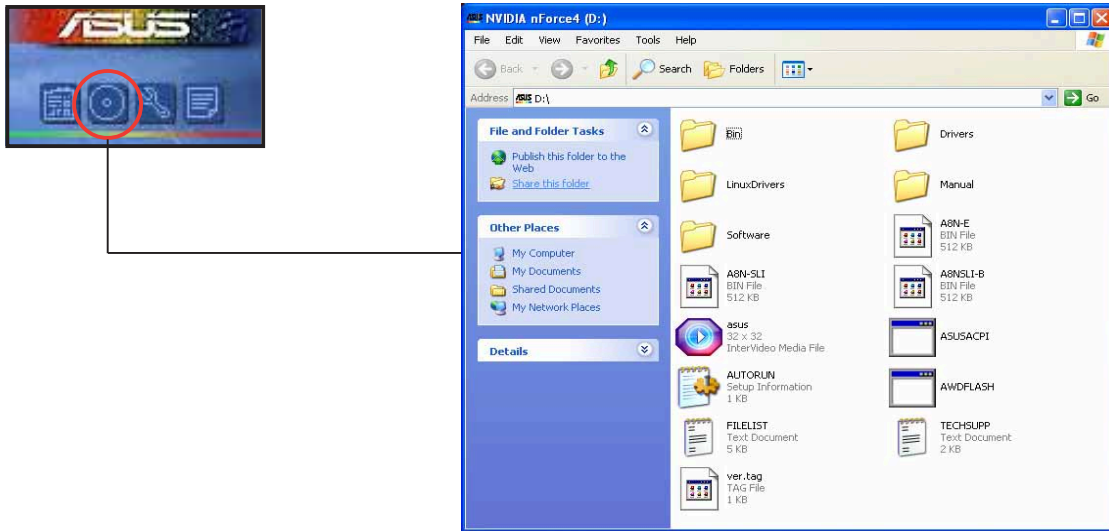 ASUS
NVIDIA nForce4 (D:)
File Edit View Favorites Tools Help
Back Search Folders
Address D:\ Go
File and Folder Tasks
Publish this folder to the
Web
Share this folder
Other Places
My Computer
My Documents
Shared Documents
My Network Places
Details
Bin
Drivers
LinuxDrivers
Manual
Software
A8N-E
BIN File
512 KB
A8N-SLI
BIN File
512 KB
A8NSLI-B
BIN File
512 KB
asus
32 x 32
InterVideo Media File
ASUSACPI
AUTORUN
Setup Information
1 KB
AWDFLASH
FILELIST
Text Document
5 KB
TECHSUPP
Text Document
2 KB
ver.tag
TAG File
1 KB